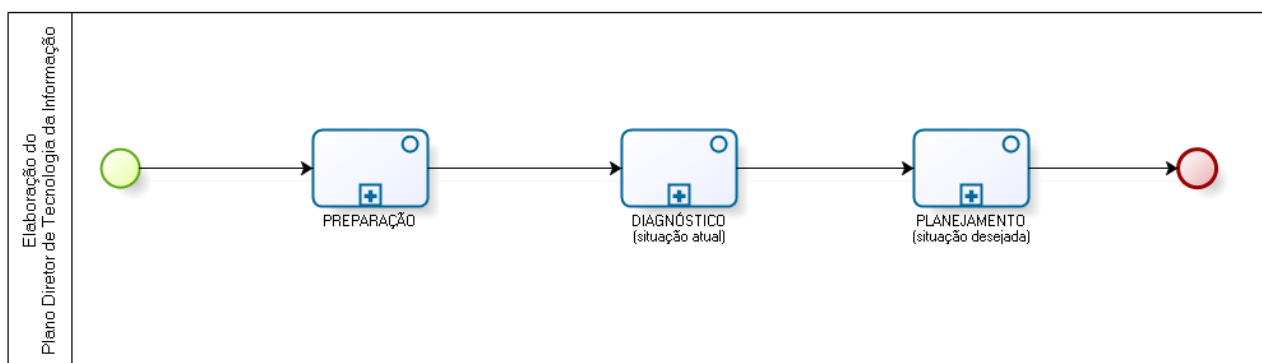 Elaboração do
Plano Diretor de Tecnologia da Informação
PREPARAÇÃO
DIAGNÓSTICO
(situação atual)
PLANEJAMENTO
(situação desejada)